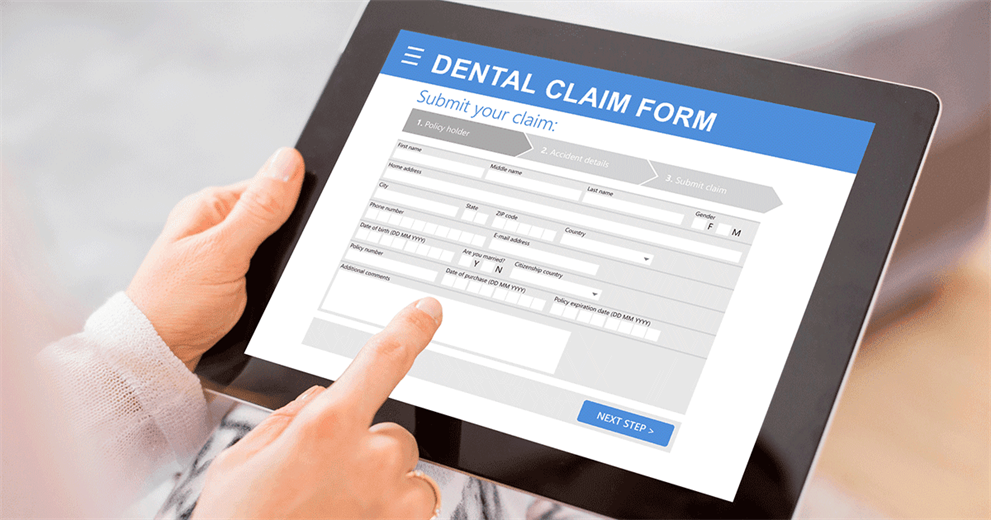 DENTAL CLAIM FORM
Submit your claim:
1. Policy holder
2. Accident details
3. Submit claim
First name
Middle name
Last name
Gender
F M
Home address
City
State
ZIP code
Country
Phone number
E-mail address
Date of birth (DD MM YYYY)
Are you married?
Y N
Citizenship country
Policy number
Date of purchase (DD MM YYYY)
Policy expiration date (DD MM YYYY)
Additional comments
NEXT STEP >